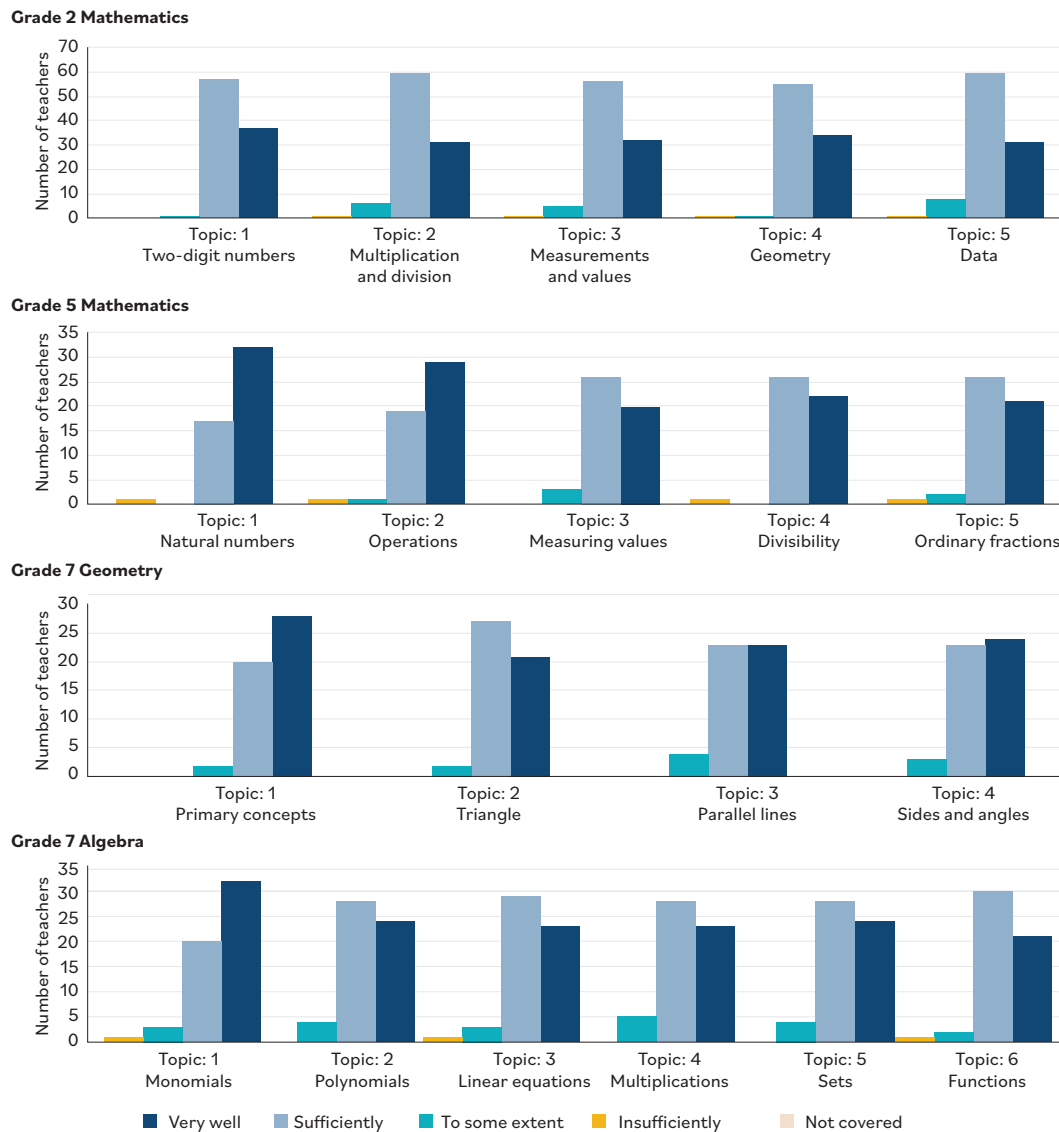 Grade 2 Mathematics
Number of teachers
70
60
50
40
30
20
10
0
Topic: 1 Topic: 2 Topic: 3 Topic: 4 Topic: 5
Two-digit numbers Multiplication Measurements Geometry Data
and division and values
Grade 5 Mathematics
Number of teachers
35
30
25
20
15
10
5
0
Topic: 1 Topic: 2 Topic: 3 Topic: 4 Topic: 5
Natural numbers Operations Measuring values Divisibility Ordinary fractions
Grade 7 Geometry
Number of teachers
30
25
20
15
10
5
0
Topic: 1 Topic: 2 Topic: 3 Topic: 4
Primary concepts Triangle Parallel lines Sides and angles
Grade 7 Algebra
Number of teachers
35
30
25
20
15
10
5
0
Topic: 1 Topic: 2 Topic: 3 Topic: 4 Topic: 5 Topic: 6
Monomials Polynomials Linear equations Multiplications Sets Functions
Very well Sufficiently To some extent Insufficiently Not covered